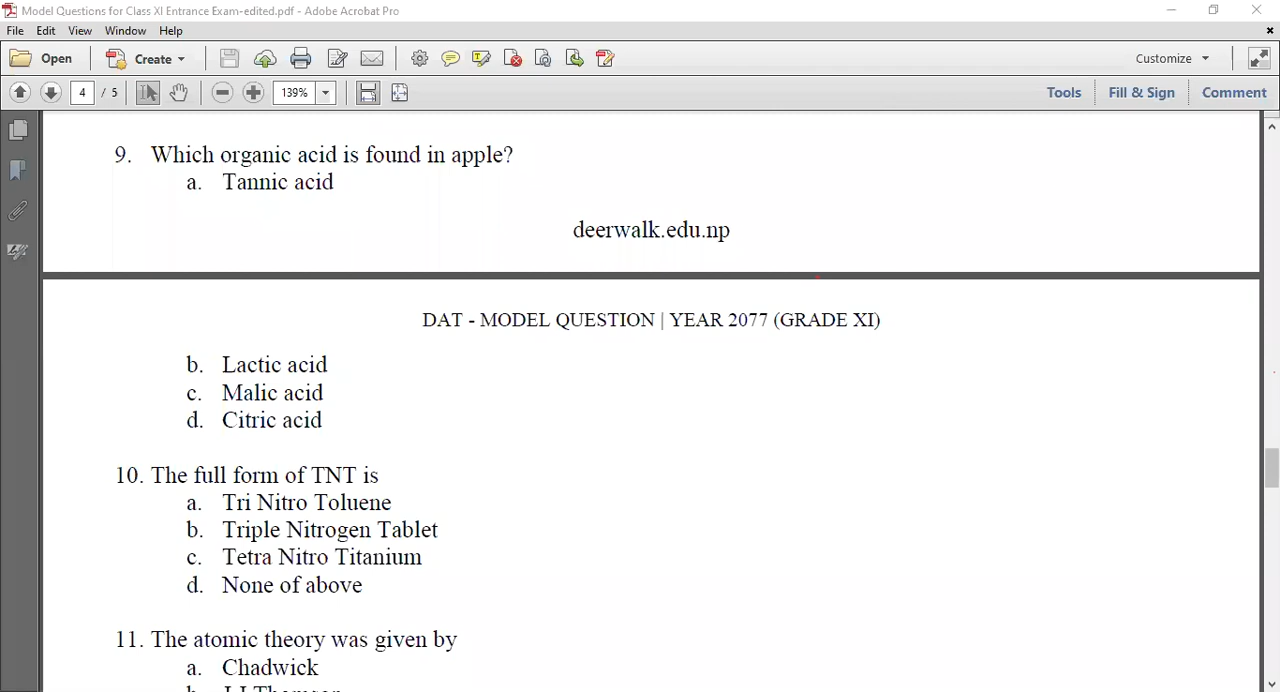 Model Questions for Class XI Entrance Exam-edited.pdf - Adobe Acrobat Pro
File Edit View Window Help
Open Create Customize
4 / 5 139% Tools Fill & Sign Comment
9. Which organic acid is found in apple?
a. Tannic acid
deerwalk.edu.np
DAT - MODEL QUESTION | YEAR 2077 (GRADE XI)
b. Lactic acid
c. Malic acid
d. Citric acid
10. The full form of TNT is
a. Tri Nitro Toluene
b. Triple Nitrogen Tablet
c. Tetra Nitro Titanium
d. None of above
11. The atomic theory was given by
a. Chadwick
b. J.J Thomson